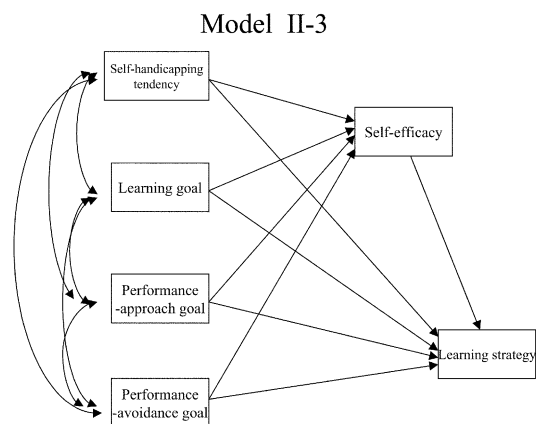 Model II-3
Self-handicapping
tendency
Self-efficacy
Learning goal
Performance
-approach goal
Learning strategy
Performance
-avoidance goal